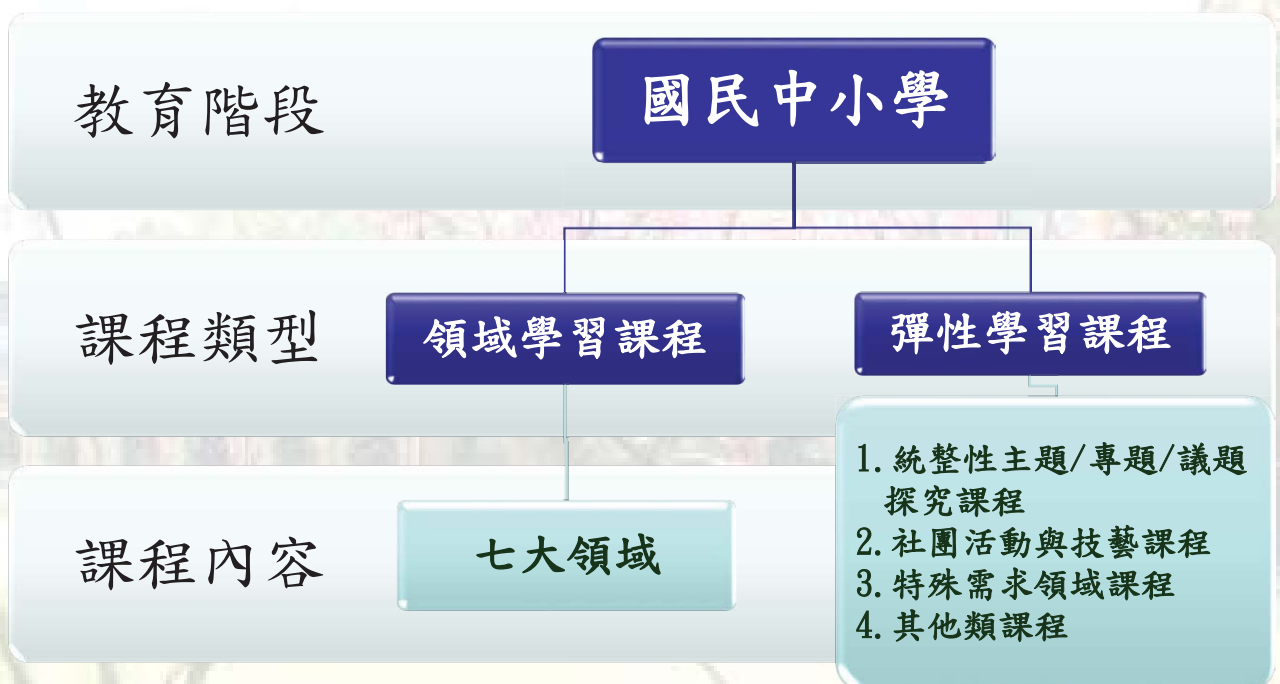 教育階段
國民中小學
課程類型
領域學習課程
彈性學習課程
課程內容
七大領域
1.統整性主題/專題/議題
探究課程
2.社團活動與技藝課程
3.特殊需求領域課程
4.其他類課程